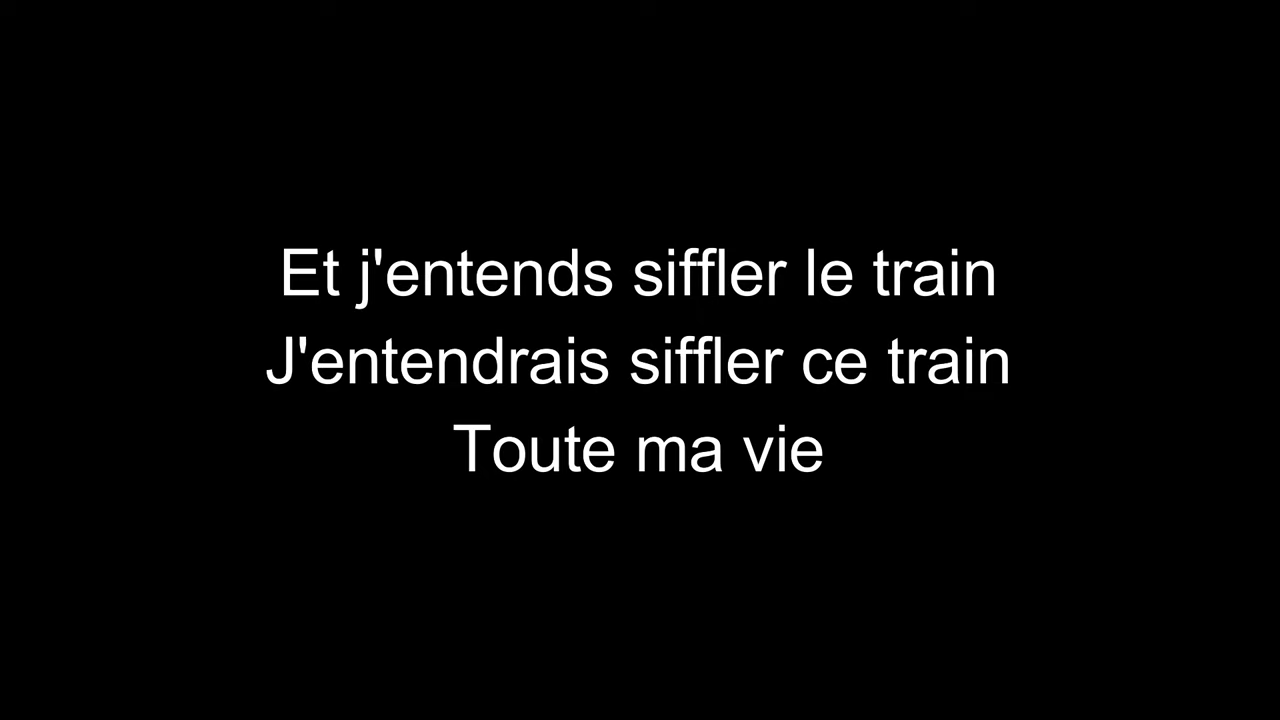 Et j'entends siffler le train
J'entendrais siffler ce train
Toute ma vie